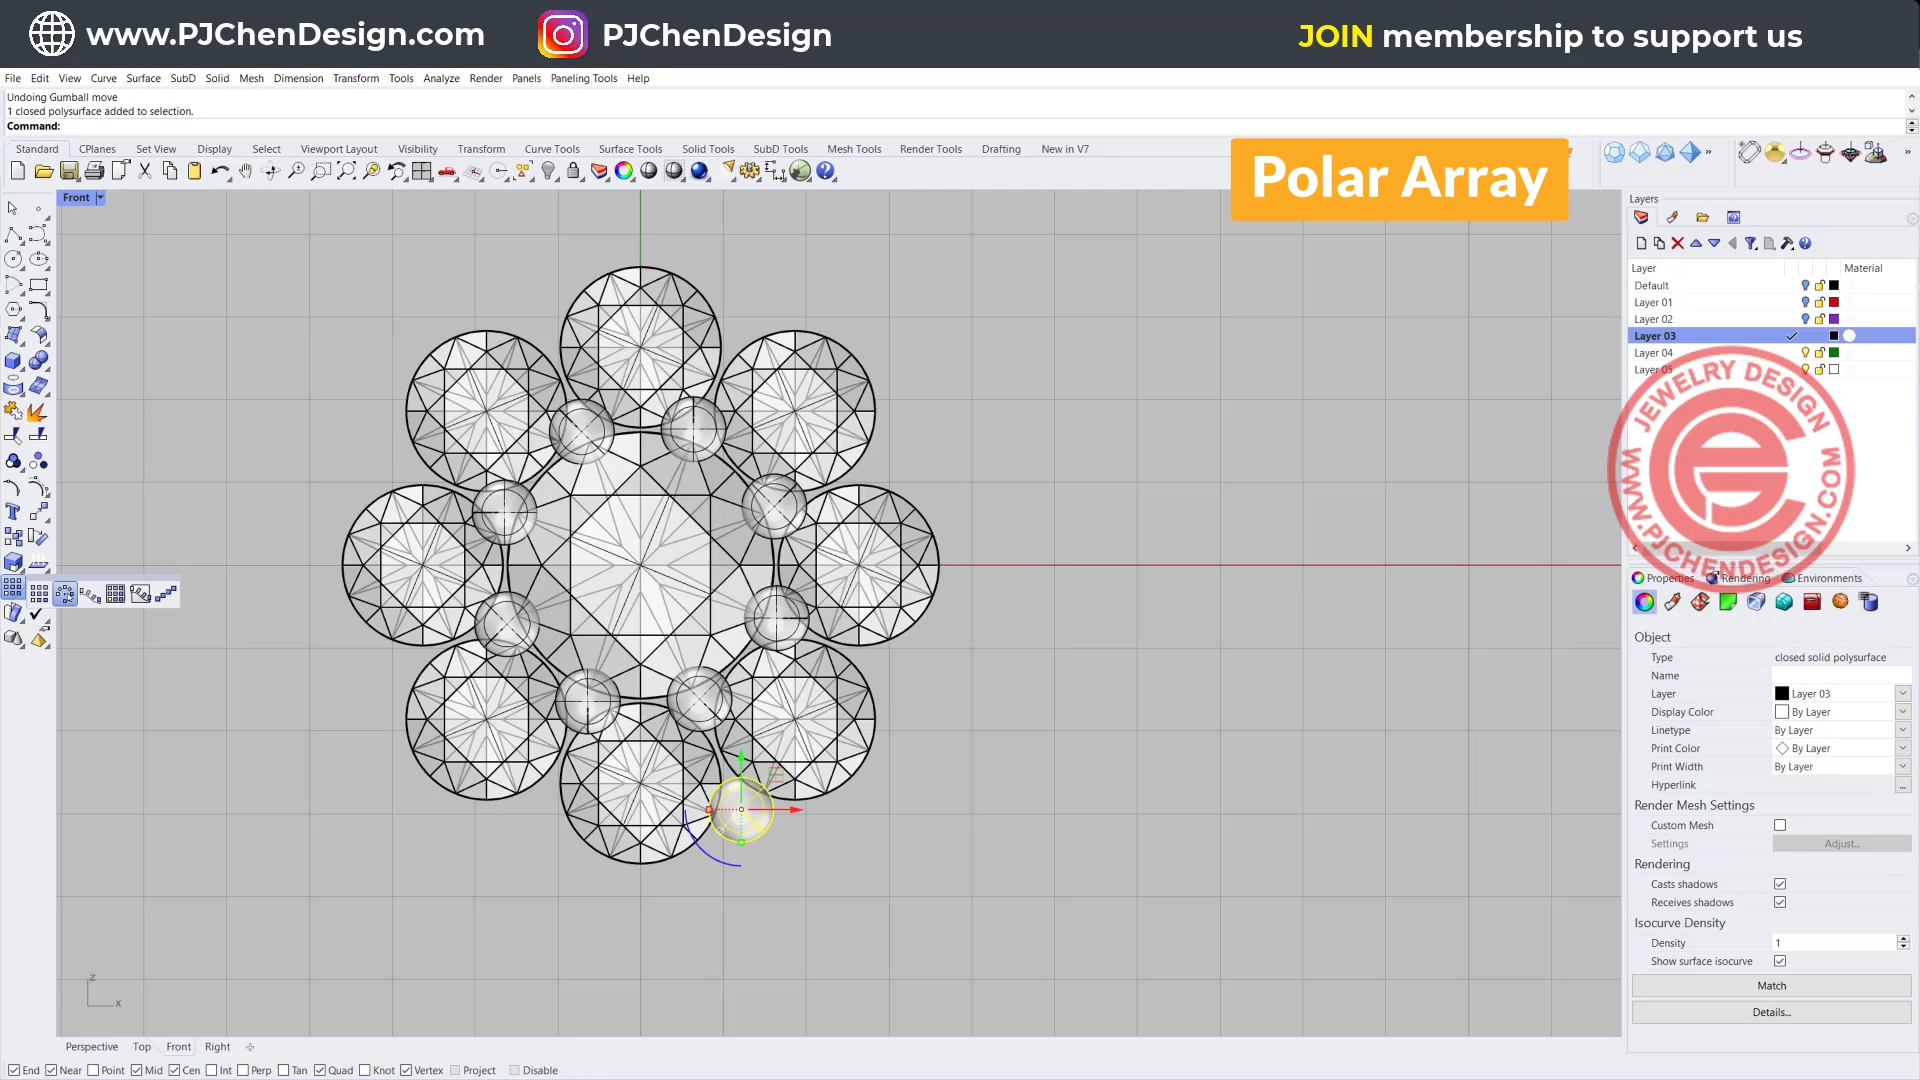 www.PJChenDesign.com PJChenDesign JOIN membership to support us
File Edit View Curve Surface SubD Solid Mesh Dimension Transform Tools Analyze Render Panels Paneling Tools Help
Undoing Gumball move
1 closed polysurface added to selection.
Command:
Standard CPlanes Set View Display Select Viewport Layout Visibility Transform Curve Tools Surface Tools Solid Tools SubD Tools Mesh Tools Render Tools Drafting New in V7
Polar Array
Front
Layers
Layer Material
Default
Layer 01
Layer 02
Layer 03
Layer 04
Layer 05
JEWELRY DESIGN
WWW.PJCHENDESIGN.COM
Properties Rendering Environments
Object
Type closed solid polysurface
Name
Layer Layer 03
Display Color By Layer
Linetype By Layer
Print Color By Layer
Print Width By Layer
Hyperlink ...
Render Mesh Settings
Custom Mesh
Settings Adjust...
Rendering
Casts shadows
Receives shadows
Isocurve Density
Density 1
Show surface isocurve
Match
Details...
z
x
Perspective Top Front Right
End Near Point Mid Cen Int Perp Tan Quad Knot Vertex Project Disable